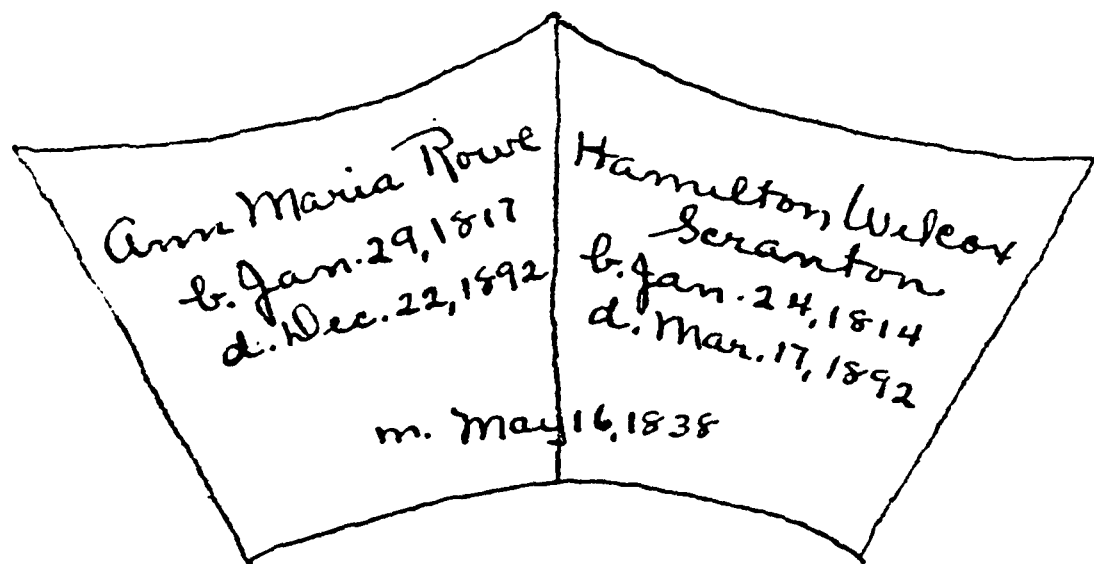 Ann Maria Rowe
b. Jan. 29, 1817
d. Dec. 22, 1892
Hamilton Wilcox
Scranton
b. Jan. 24, 1814
d. Mar. 17, 1892
m. May 16, 1838